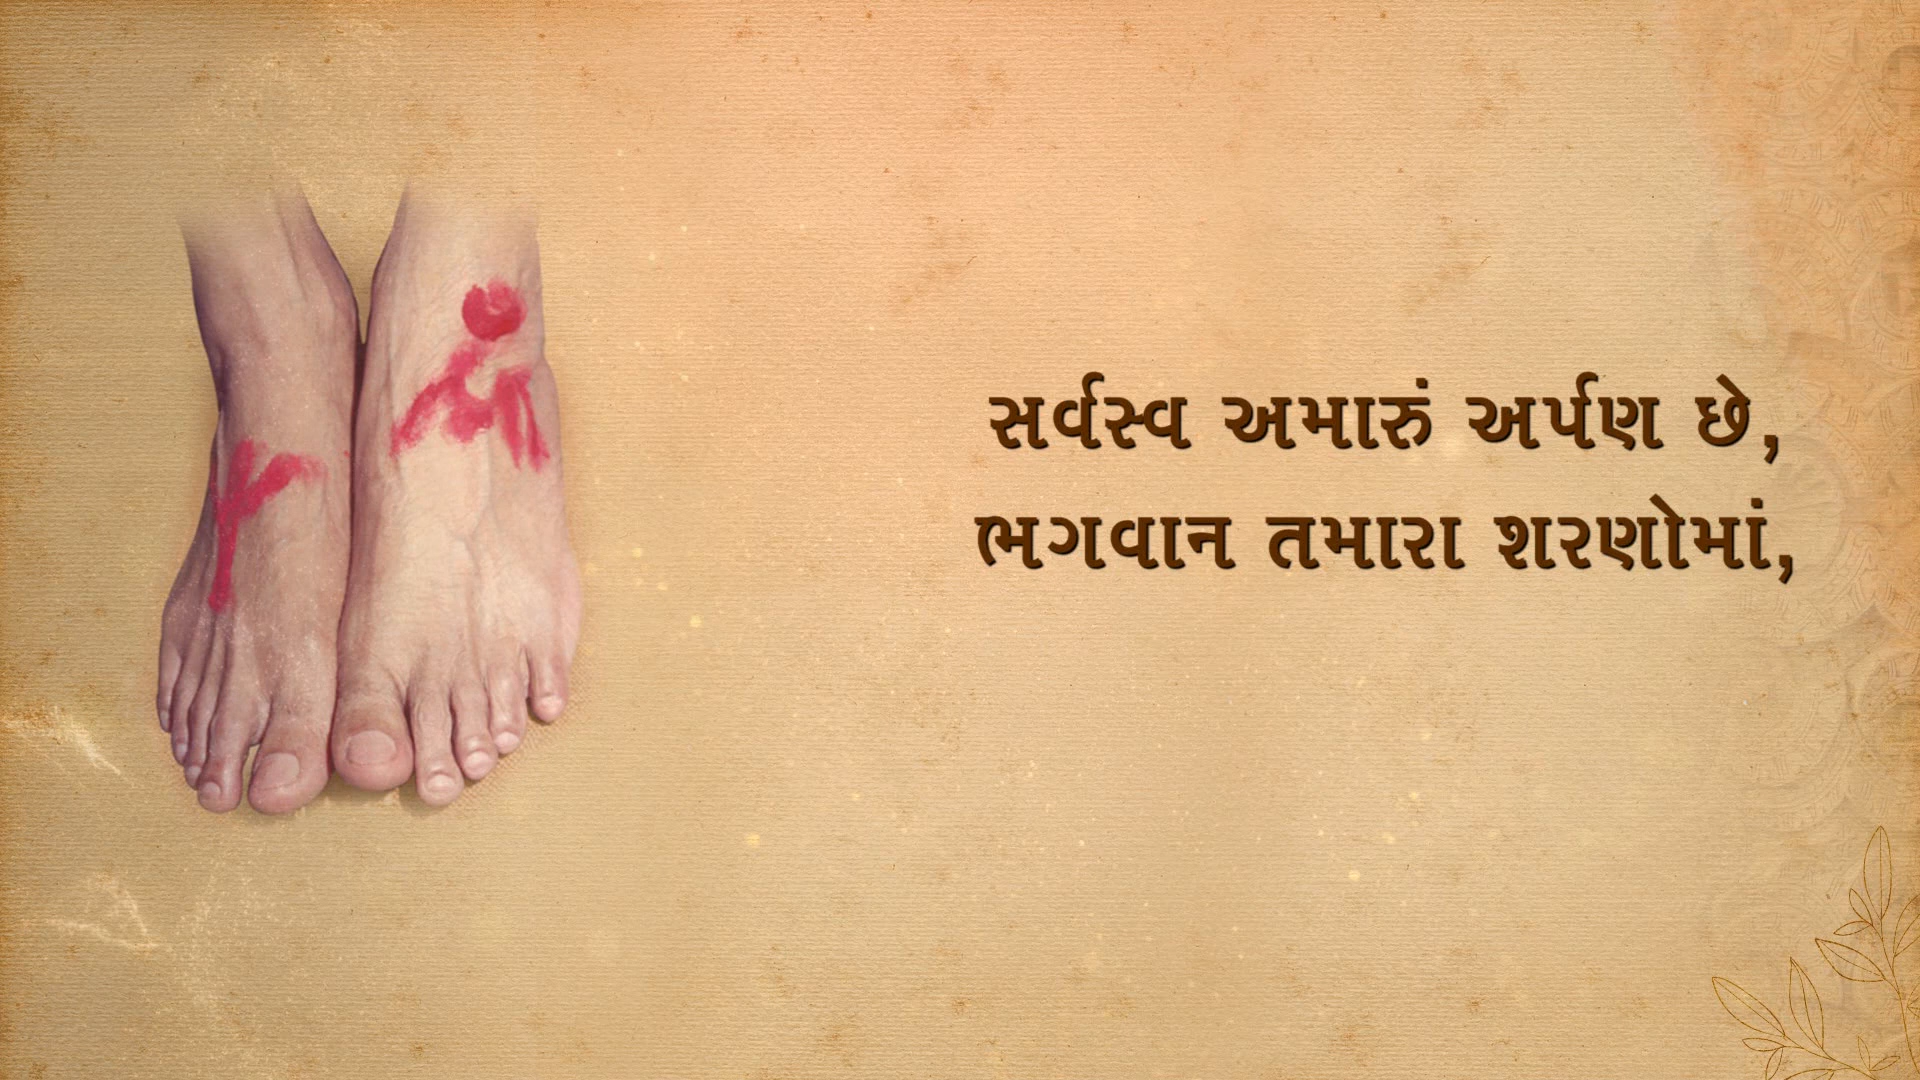 સર્વસ્વ અમારું અર્પણ છે,
ભગવાન તમારા શરણોમાં,